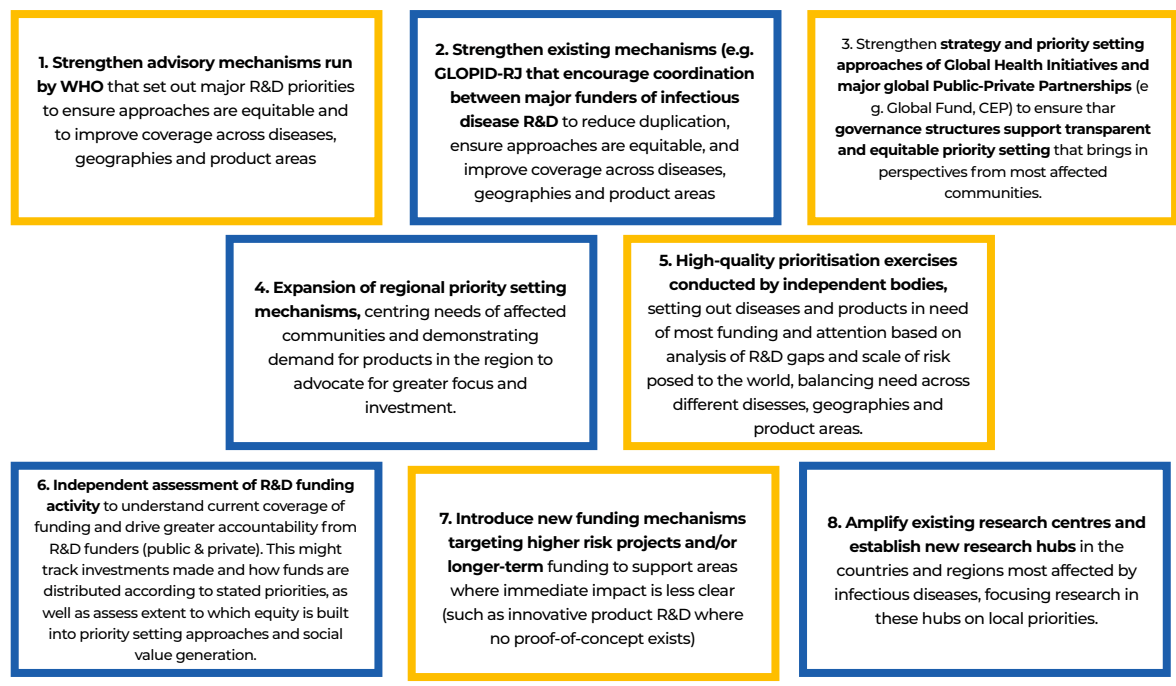 1. Strengthen advisory mechanisms run
by WHO that set out major R&D priorities
to ensure approaches are equitable and
to improve coverage across diseases,
geographies and product areas
2. Strengthen existing mechanisms (e.g.
GLOPID-RJ that encourage coordination
between major funders of infectious
disease R&D to reduce duplication,
ensure approaches are equitable, and
improve coverage across diseases,
geographies and product areas
3. Strengthen strategy and priority setting
approaches of Global Health Initiatives and
major global Public-Private Partnerships (e
g. Global Fund, CEP) to ensure thar
governance structures support transparent
and equitable priority setting that brings in
perspectives from most affected
communities.
4. Expansion of regional priority setting
mechanisms, centring needs of affected
communities and demonstrating
demand for products in the region to
advocate for greater focus and
investment.
5. High-quality prioritisation exercises
conducted by independent bodies,
setting out diseases and products in need
of most funding and attention based on
analysis of R&D gaps and scale of risk
posed to the world, balancing need across
different diseases, geographies and
product areas.
6. Independent assessment of R&D funding
activity to understand current coverage of
funding and drive greater accountability from
R&D funders (public & private). This might
track investments made and how funds are
distributed according to stated priorities, as
well as assess extent to which equity is built
into priority setting approaches and social
value generation.
7. Introduce new funding mechanisms
targeting higher risk projects and/or
longer-term funding to support areas
where immediate impact is less clear
(such as innovative product R&D where
no proof-of-concept exists)
8. Amplify existing research centres and
establish new research hubs in the
countries and regions most affected by
infectious diseases, focusing research in
these hubs on local priorities.